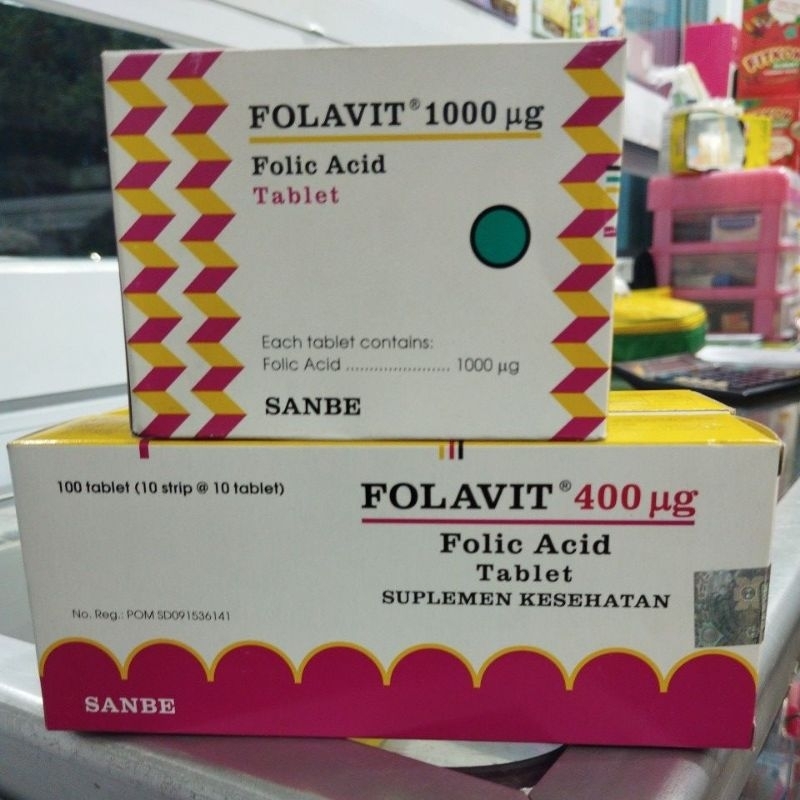 FOLAVIT® 1000 µg
Folic Acid
Tablet
Each tablet contains:
Folic Acid ...................... 1000 µg
SANBE
100 tablet (10 strip @ 10 tablet)
FOLAVIT® 400 µg
Folic Acid
Tablet
SUPLEMEN KESEHATAN
No. Reg.: POM SD091536141
SANBE